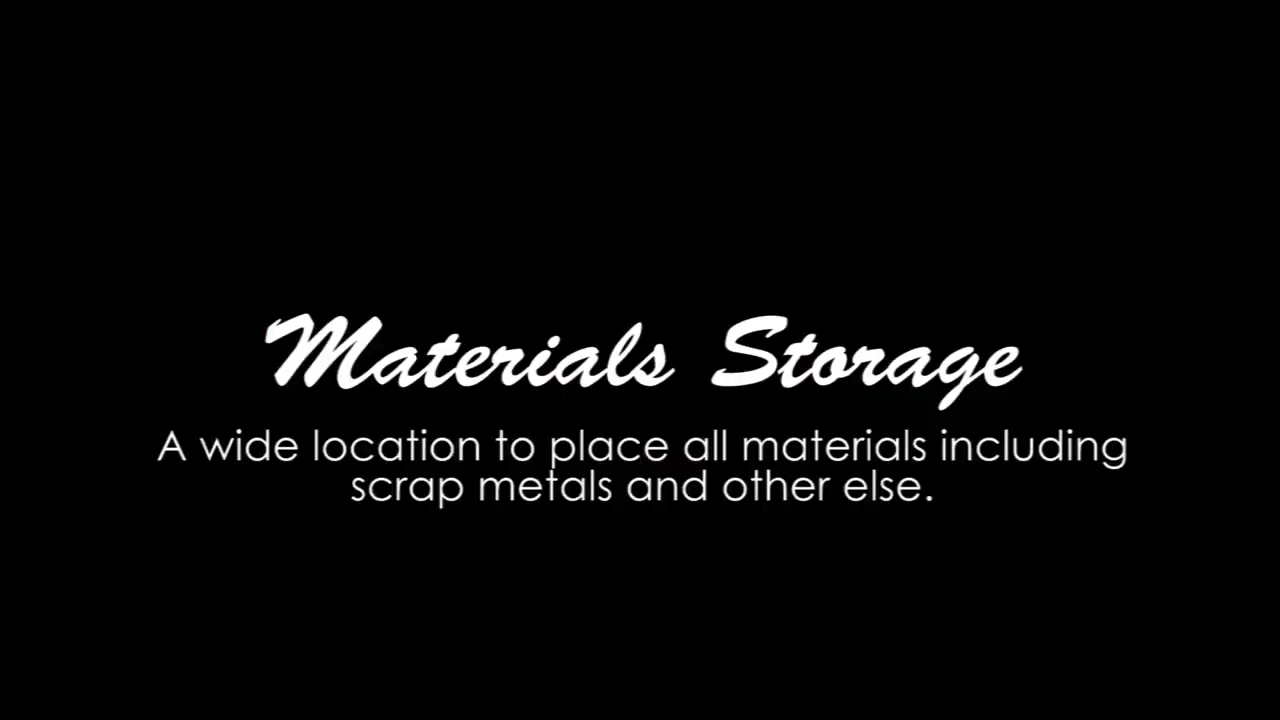 Materials Storage
A wide location to place all materials including
scrap metals and other else.